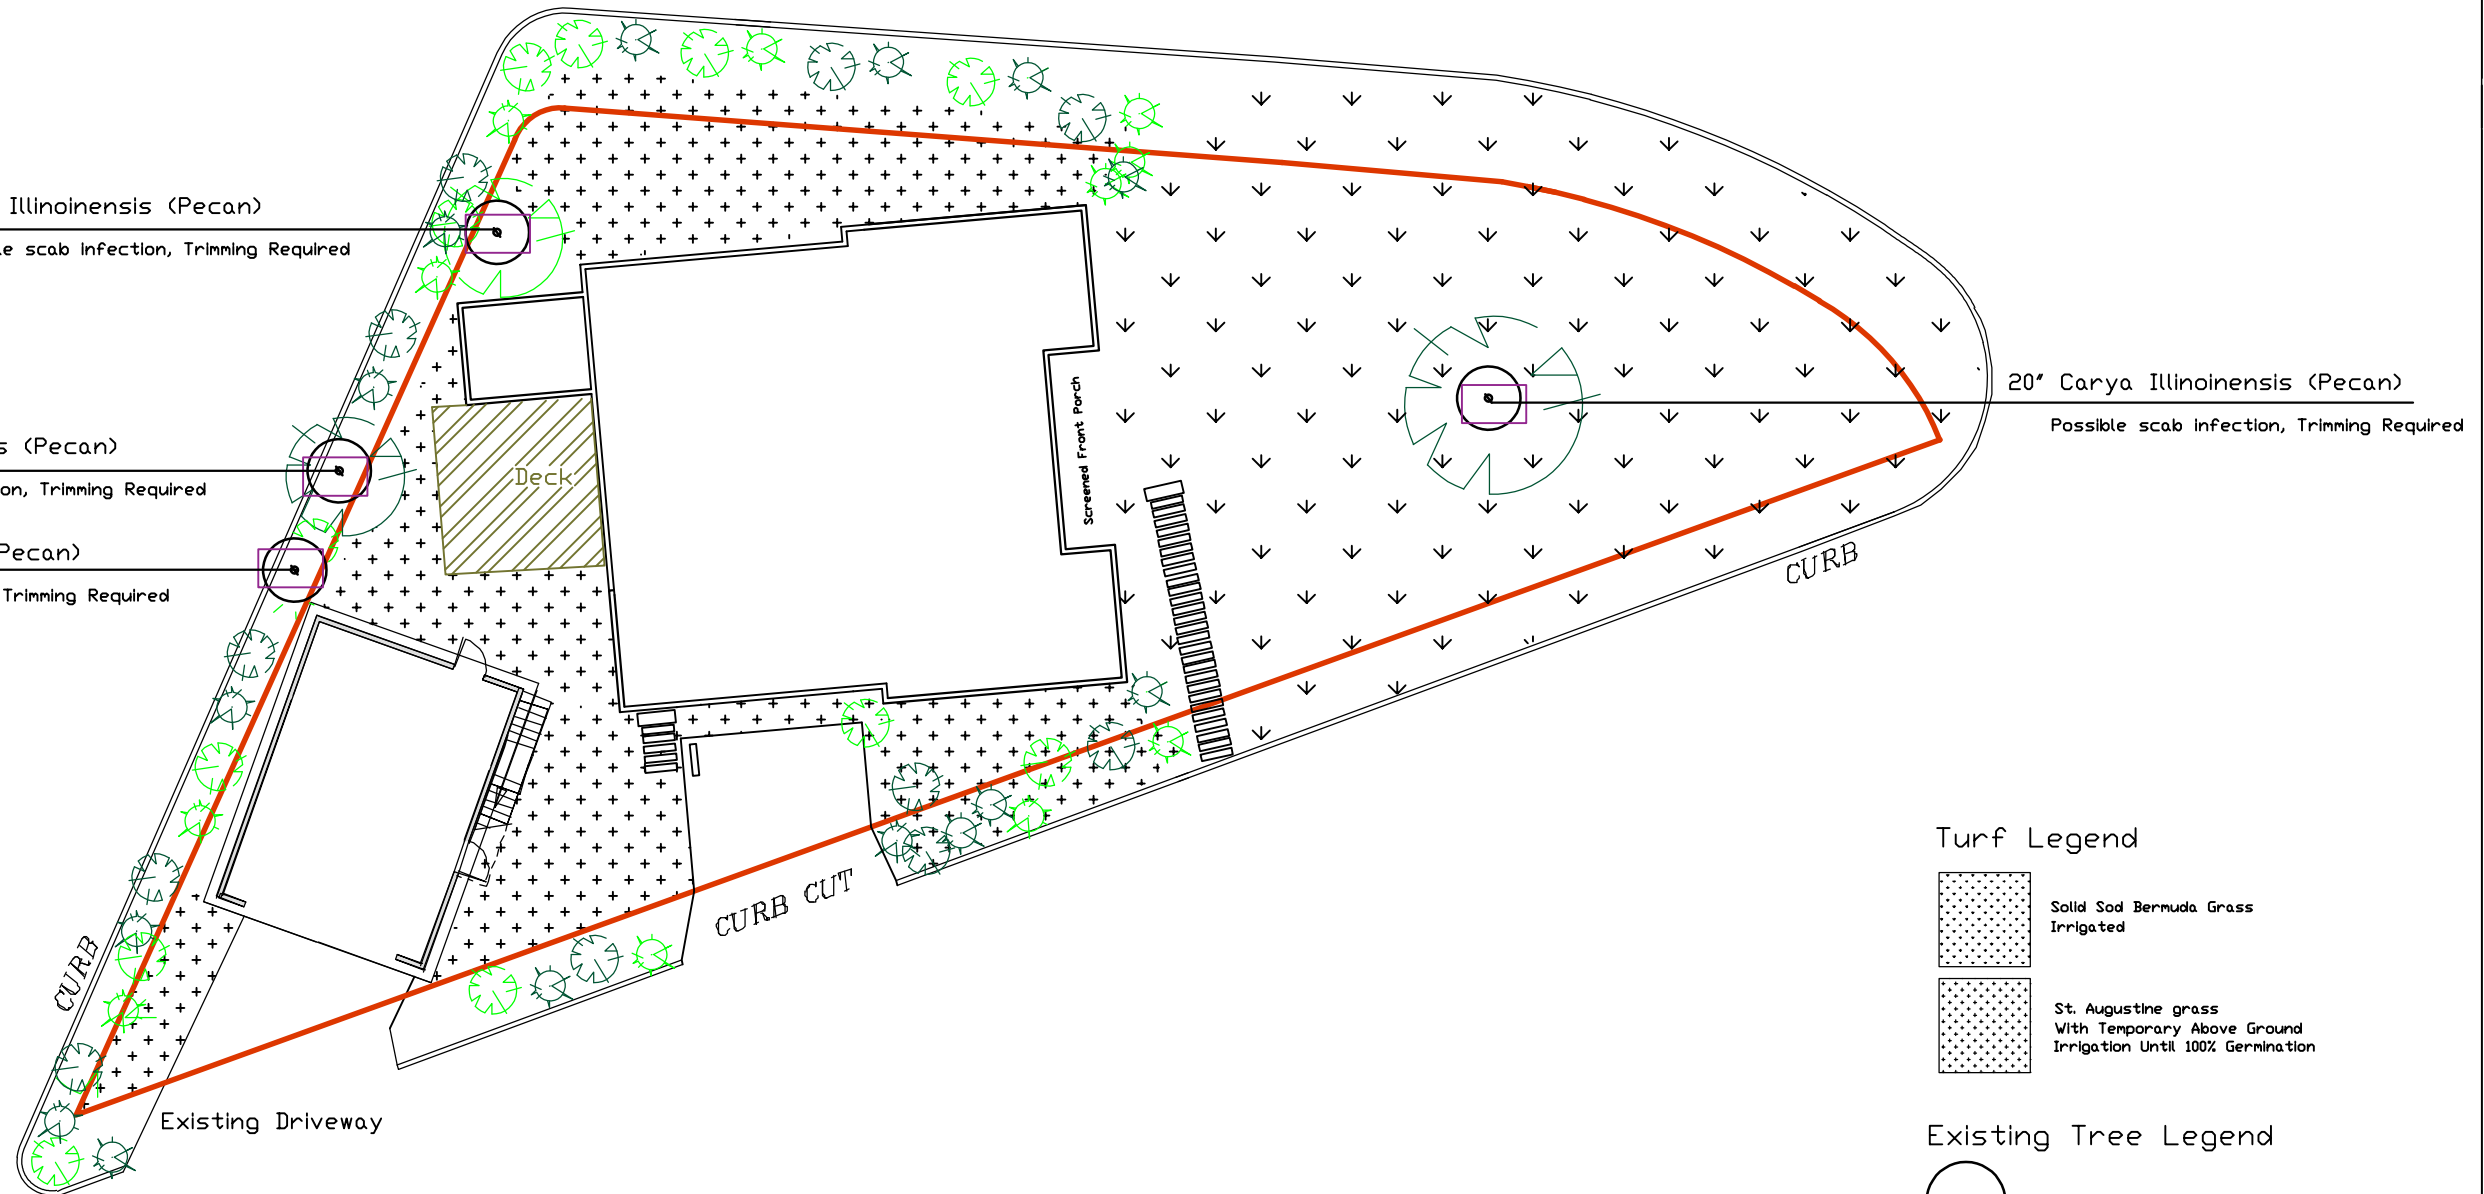 Illinoinensis (Pecan)
scab infection, Trimming Required
(Pecan)
Trimming Required
Pecan)
Trimming Required
Deck
Screened Front Porch
20" Carya Illinoinensis (Pecan)
Possible scab infection, Trimming Required
CURB
CURB CUT
CURB
Existing Driveway
Turf Legend
Solid Sod Bermuda Grass
Irrigated
St. Augustine grass
With Temporary Above Ground
Irrigation Until 100% Germination
Existing Tree Legend